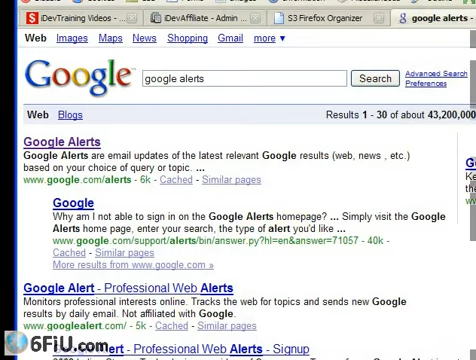 iDevTraining Videos - ...
iDevAffiliate - Admin ...
S3 Firefox Organizer
google alerts -
Web Images Maps News Shopping Gmail more ▼
Google™
google alerts
Search
Advanced Search
Preferences
Web Blogs
Results 1 - 30 of about 43,200,000
Google Alerts
Google Alerts are email updates of the latest relevant Google results (web, news , etc.)
based on your choice of query or topic. ...
www.google.com/alerts - 6k - Cached - Similar pages
Google
Why am I not able to sign in on the Google Alerts homepage? ... Simply visit the Google
Alerts home page, enter your search, the type of alert you'd like ...
www.google.com/support/alerts/bin/answer.py?hl=en&answer=71057 - 40k -
Cached - Similar pages
More results from www.google.com »
Google Alert - Professional Web Alerts
Monitors professional interests online. Tracks the web for topics and sends new Google
results by daily email. Not affiliated with Google.
www.googlealert.com/ - 5k - Cached - Similar pages
alert - Professional Web Alerts - Signup
6FiU.com